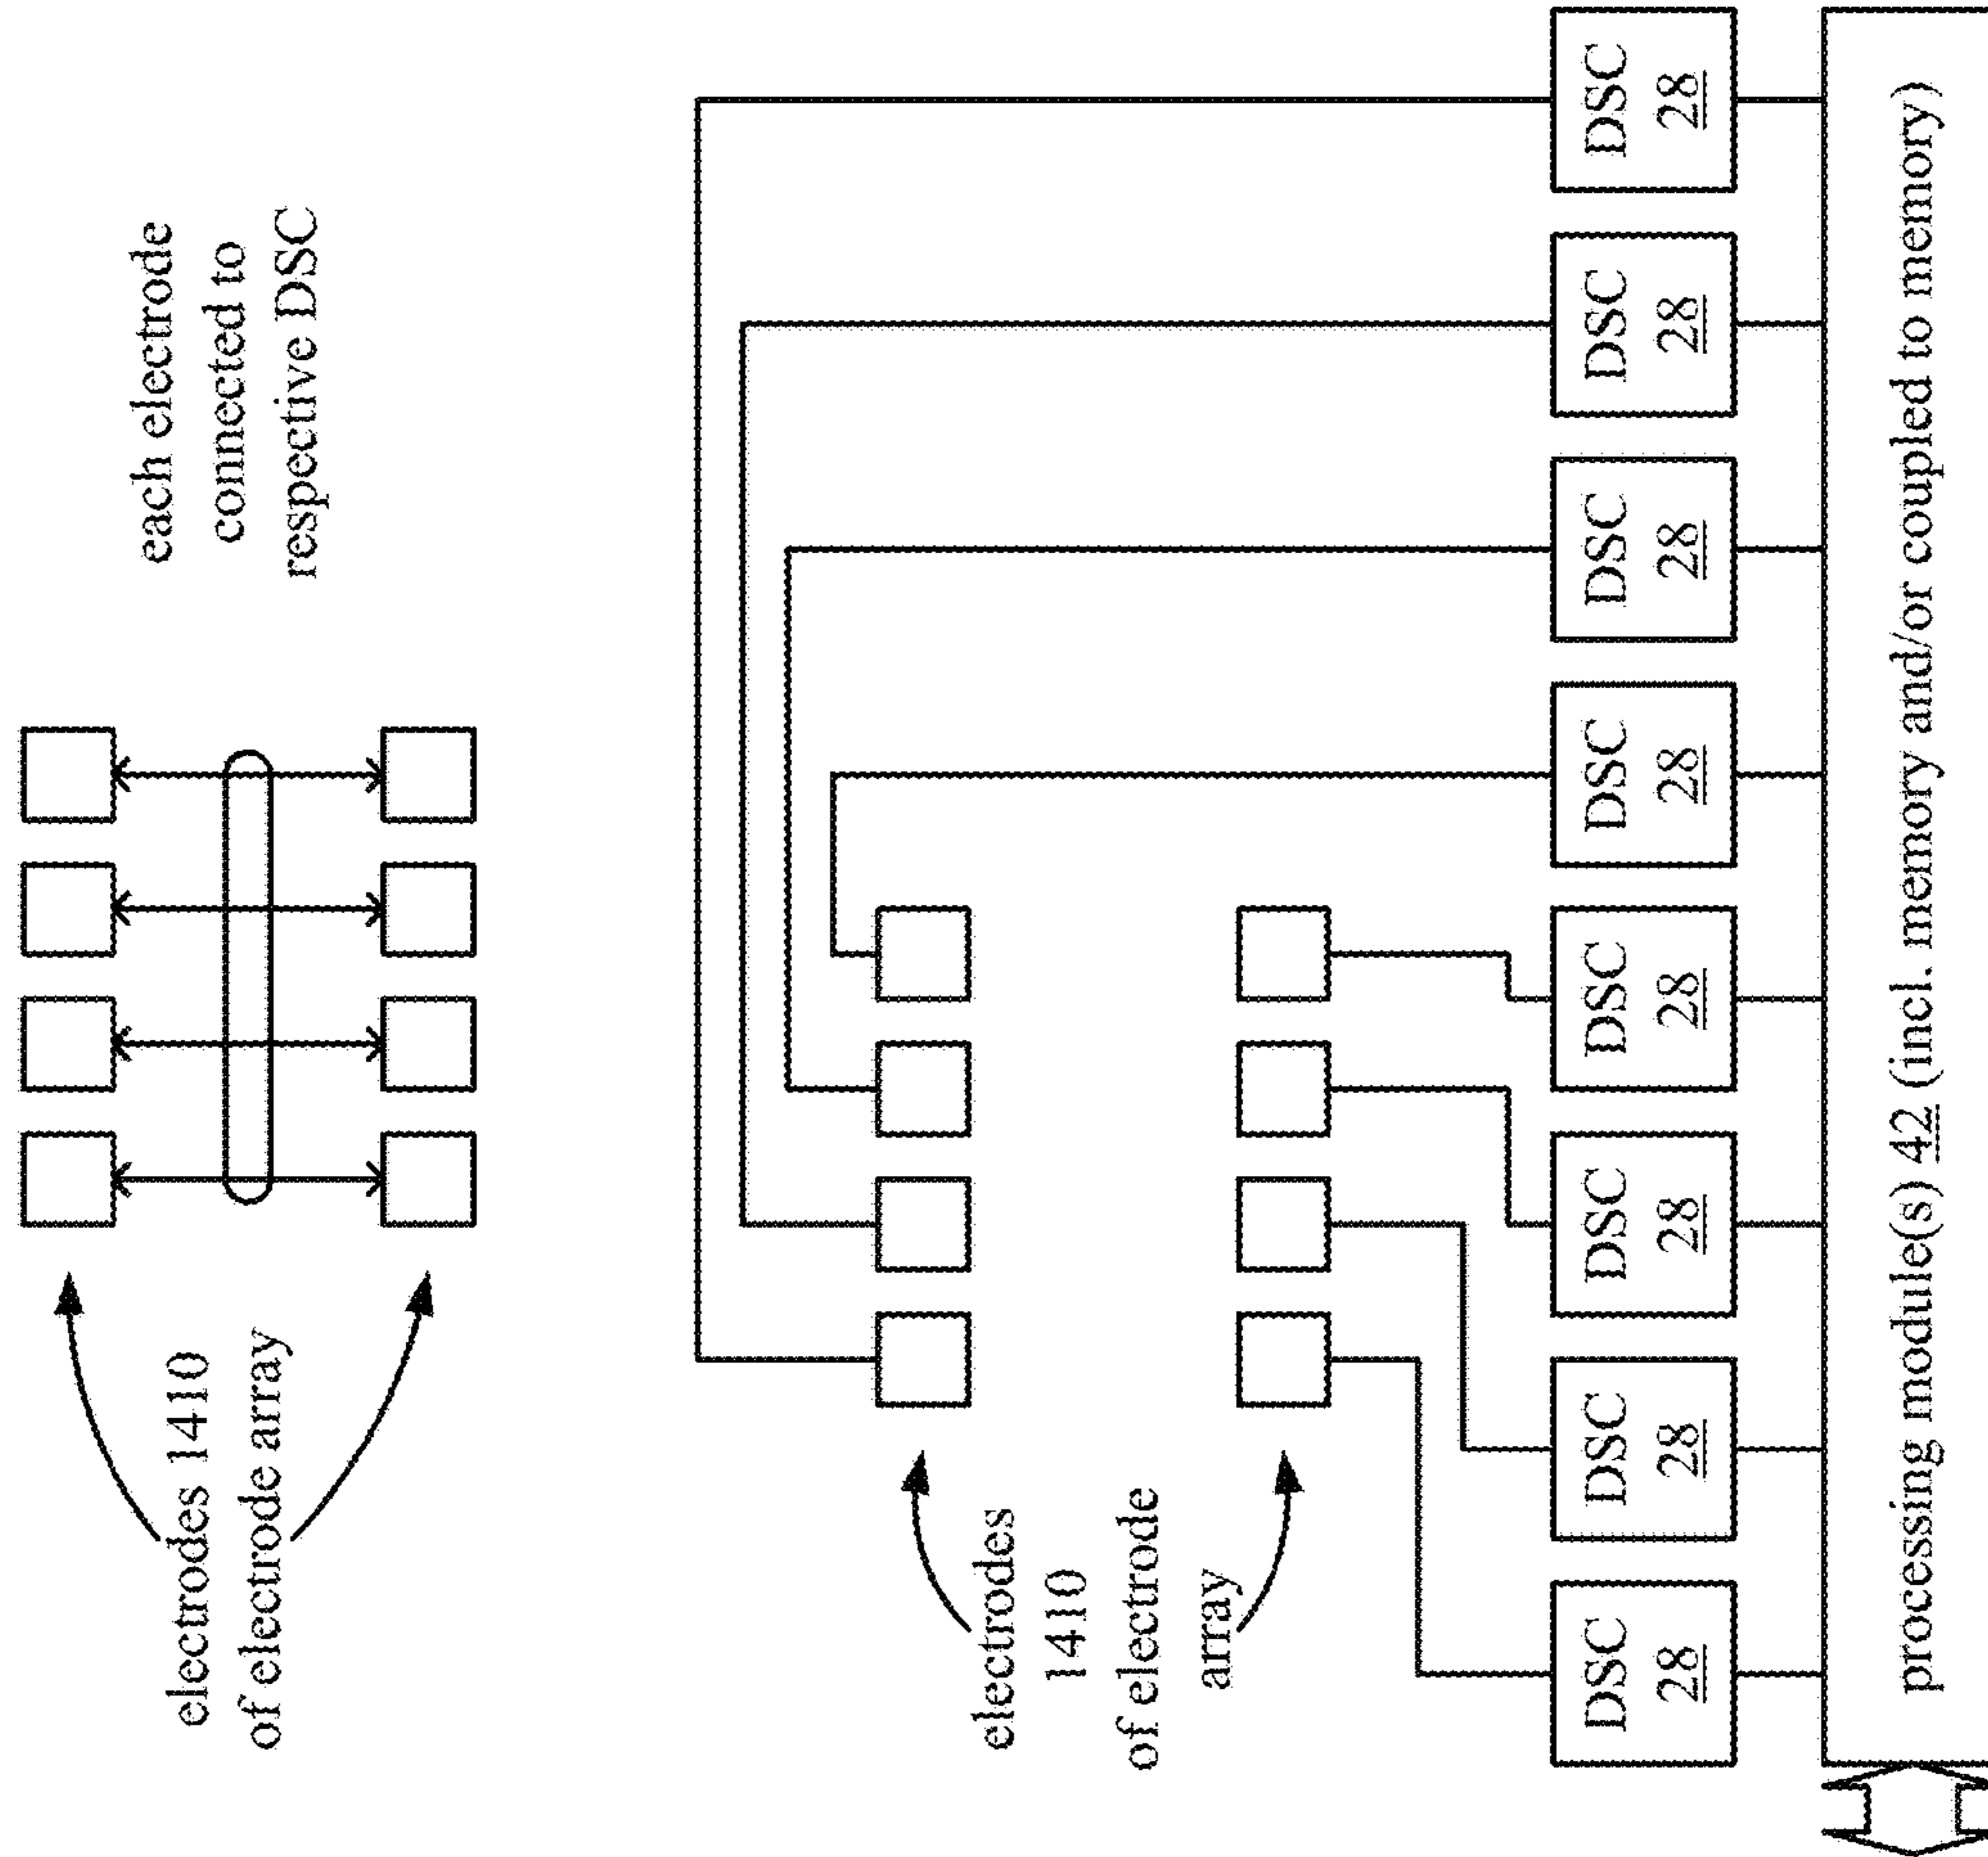 electrodes 1410
of electrode array
each electrode
connected to
respective DSC
electrodes
1410
of electrode
array
DSC
28
DSC
28
DSC
28
DSC
28
DSC
28
DSC
28
DSC
28
DSC
28
processing module(s) 42 (incl. memory and/or coupled to memory)